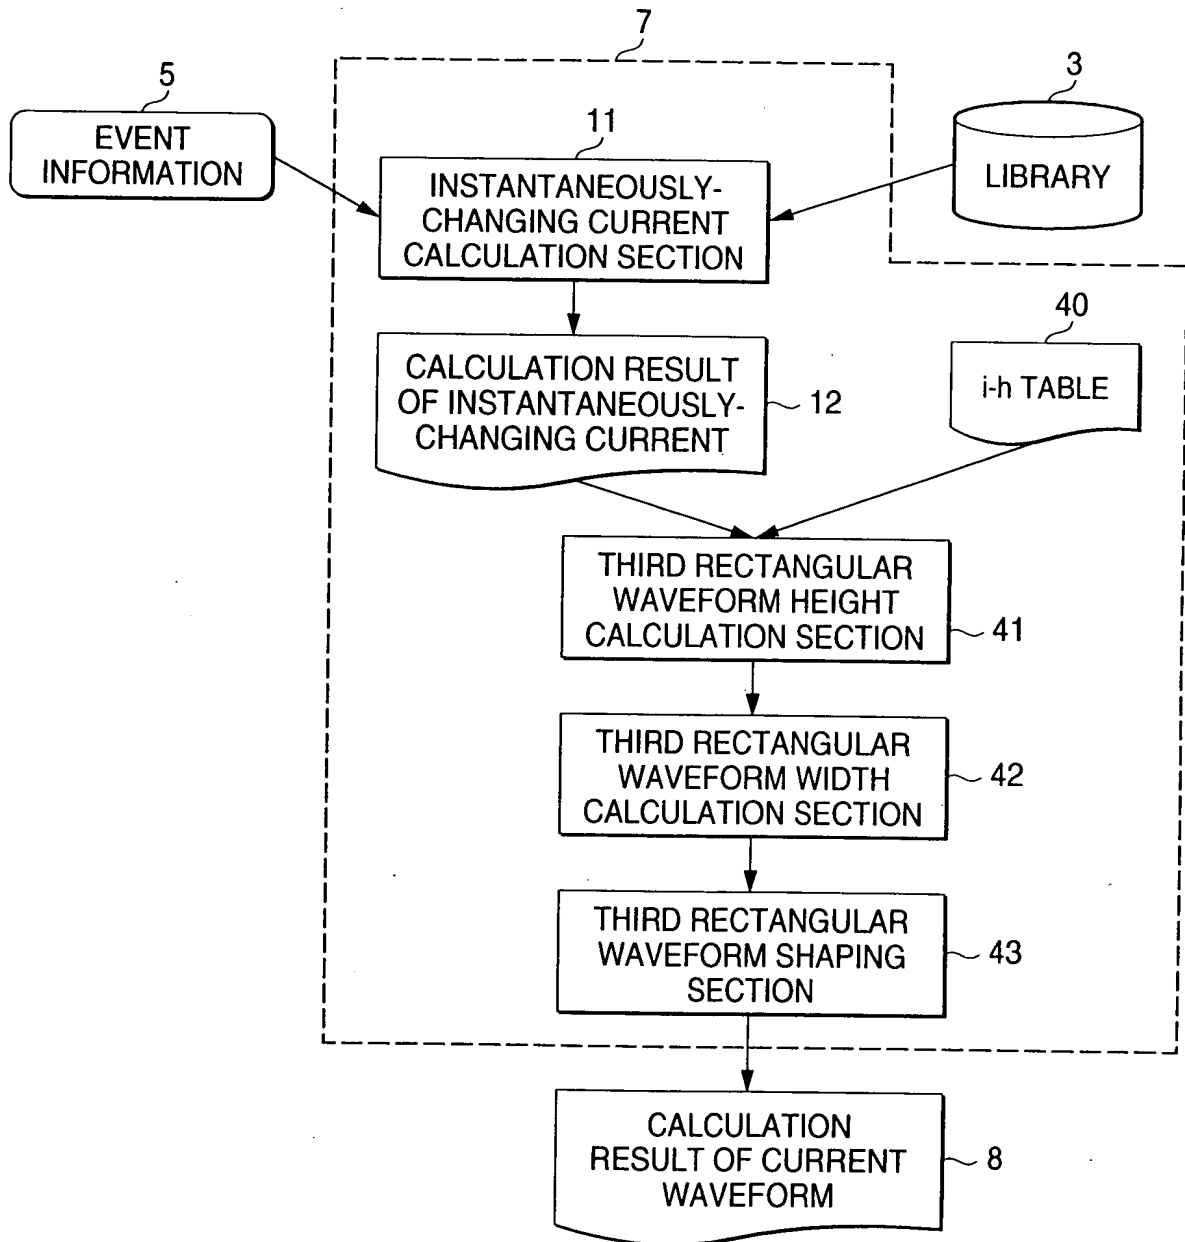 7
5
EVENT
INFORMATION
3
LIBRARY
11
INSTANTANEOUSLY-
CHANGING CURRENT
CALCULATION SECTION
40
i-h TABLE
CALCULATION RESULT
OF INSTANTANEOUSLY-
CHANGING CURRENT
12
THIRD RECTANGULAR
WAVEFORM HEIGHT
CALCULATION SECTION
41
THIRD RECTANGULAR
WAVEFORM WIDTH
CALCULATION SECTION
42
THIRD RECTANGULAR
WAVEFORM SHAPING
SECTION
43
CALCULATION
RESULT OF CURRENT
WAVEFORM
8